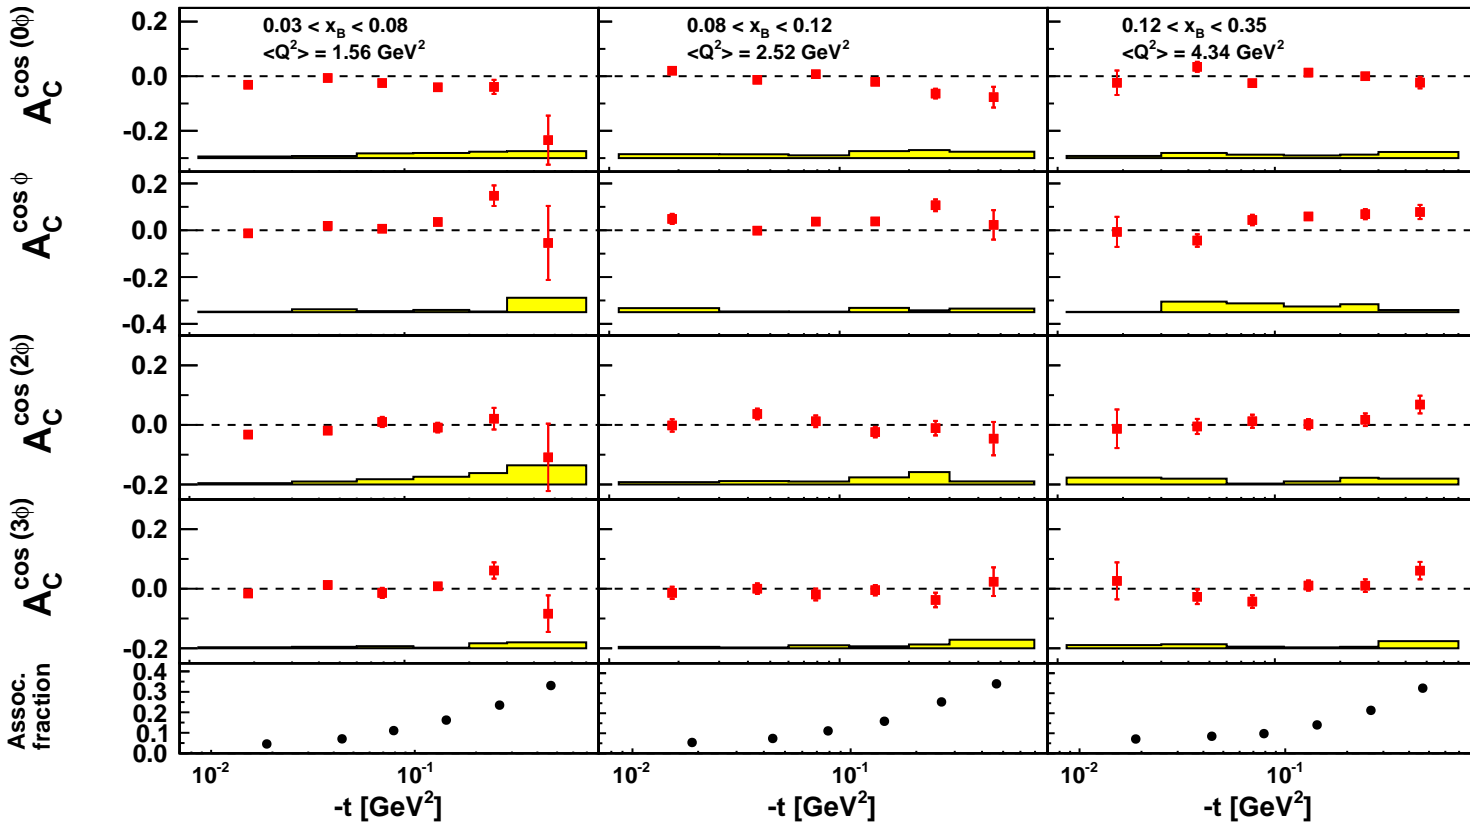 0.03 < x_B < 0.08
<Q²> = 1.56 GeV²
0.08 < x_B < 0.12
<Q²> = 2.52 GeV²
0.12 < x_B < 0.35
<Q²> = 4.34 GeV²
A_C^cos (0ϕ)
0.2
0.0
-0.2
A_C^cos ϕ
0.2
0.0
-0.2
-0.4
A_C^cos (2ϕ)
0.2
0.0
-0.2
A_C^cos (3ϕ)
0.2
0.0
-0.2
Assoc.
fraction
0.4
0.3
0.2
0.1
0.0
10⁻² 10⁻¹ 10⁻² 10⁻¹ 10⁻² 10⁻¹
-t [GeV²] -t [GeV²] -t [GeV²]